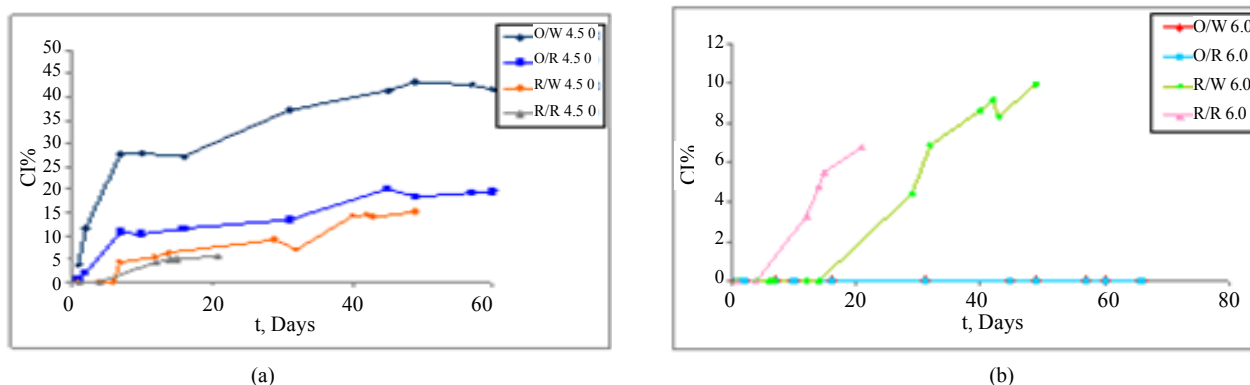 50
45
40
35
30
25
20
15
10
5
0
CI%
0 20 40 60
t, Days
O/W 4.5 0
O/R 4.5 0
R/W 4.5 0
R/R 4.5 0
(a)
12
10
8
6
4
2
0
CI%
0 20 40 60 80
t, Days
O/W 6.0
O/R 6.0
R/W 6.0
R/R 6.0
(b)